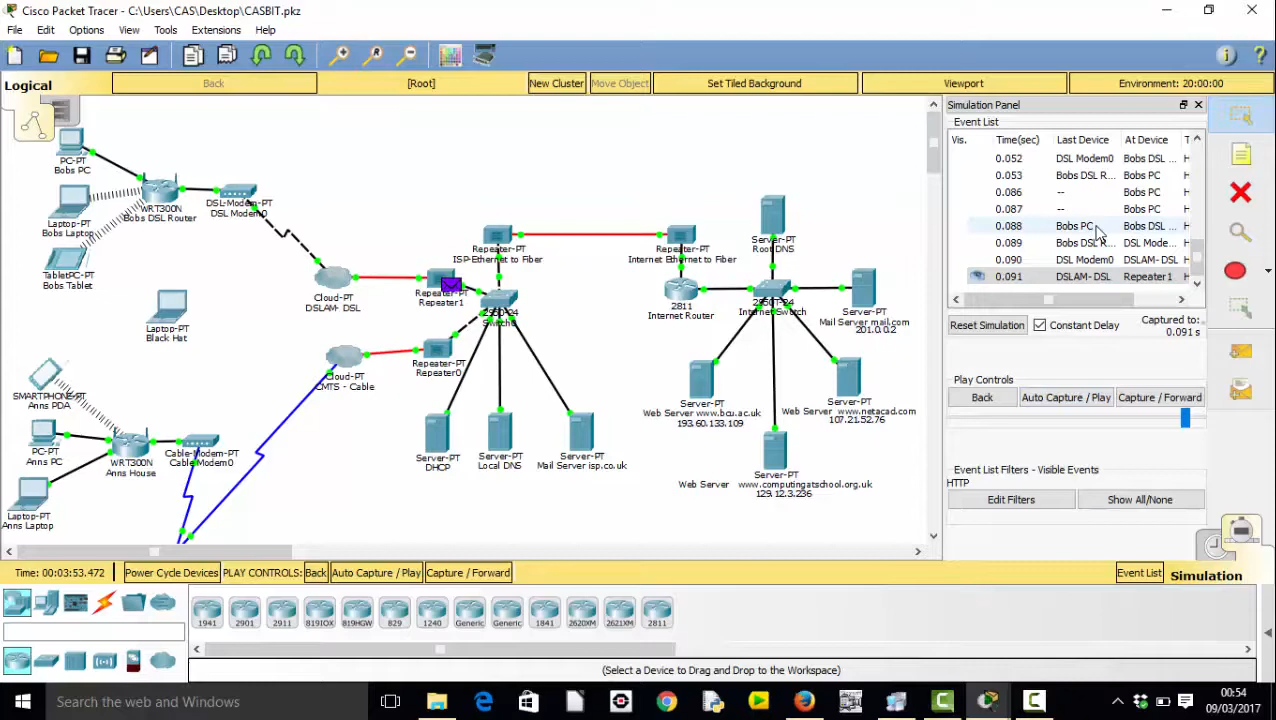 Cisco Packet Tracer - C:\Users\CAS\Desktop\CASBIT.pkz
File Edit Options View Tools Extensions Help
Logical
Back
[Root]
New Cluster
Move Object
Set Tiled Background
Viewport
Environment: 20:00:00
PC-PT
Bobs PC
Laptop-PT
Bobs Laptop
TabletPC-PT
Bobs Tablet
WRT300N
Bobs DSL Router
DSL-Modem-PT
DSL Modem0
Laptop-PT
Black Hat
Cloud-PT
DSLAM- DSL
Repeater-PT
Repeater1
Repeater-PT
ISP-Ethernet to Fiber
Repeater-PT
Internet Ethernet to Fiber
2950-24
Switch0
Cloud-PT
CMTS - Cable
Repeater-PT
Repeater0
SMARTPHONE-PT
Anns PDA
PC-PT
Anns PC
Laptop-PT
Anns Laptop
WRT300N
Anns House
Cable-Modem-PT
Cable Modem0
Server-PT
DHCP
Server-PT
Local DNS
Server-PT
Mail Server isp.co.uk
Server-PT
Root DNS
2811
Internet Router
2950T-24
Internet Switch
Server-PT
Mail Server mail.com
201.0.0.2
Server-PT
Web Server www.bcu.ac.uk
193.60.133.109
Server-PT
Web Server www.netacad.com
107.21.52.76
Server-PT
Web Server www.computingatschool.org.uk
129.12.3.236
Simulation Panel
Event List
Vis. Time(sec) Last Device At Device T
0.052 DSL Modem0 Bobs DSL ... H
0.053 Bobs DSL R... Bobs PC H
0.086 -- Bobs PC H
0.087 -- Bobs PC H
0.088 Bobs PC Bobs DSL ... H
0.089 Bobs DSL ... DSL Mode... H
0.090 DSL Modem0 DSLAM- DSL H
0.091 DSLAM- DSL Repeater1 H
Reset Simulation
Constant Delay
Captured to:
0.091 s
Play Controls
Back
Auto Capture / Play
Capture / Forward
Event List Filters - Visible Events
HTTP
Edit Filters
Show All/None
Time: 00:03:53.472
Power Cycle Devices
PLAY CONTROLS:
Back
Auto Capture / Play
Capture / Forward
Event List
Simulation
1941 2901 2911 819IOX 819HGW 829 1240 Generic Generic 1841 2620XM 2621XM 2811
(Select a Device to Drag and Drop to the Workspace)
Search the web and Windows
00:54
09/03/2017